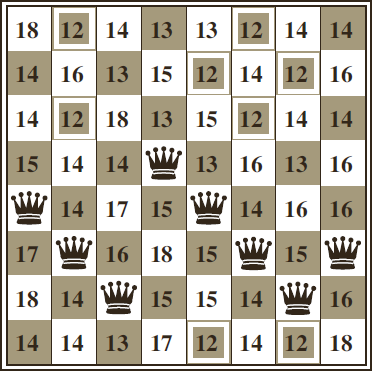 18 12 14 13 13 12 14 14
14 16 13 15 12 14 12 16
14 12 18 13 15 12 14 14
15 14 14 13 16 13 16
14 17 15 14 16 16
17 16 18 15 15
18 14 15 15 14 16
14 14 13 17 12 14 12 18